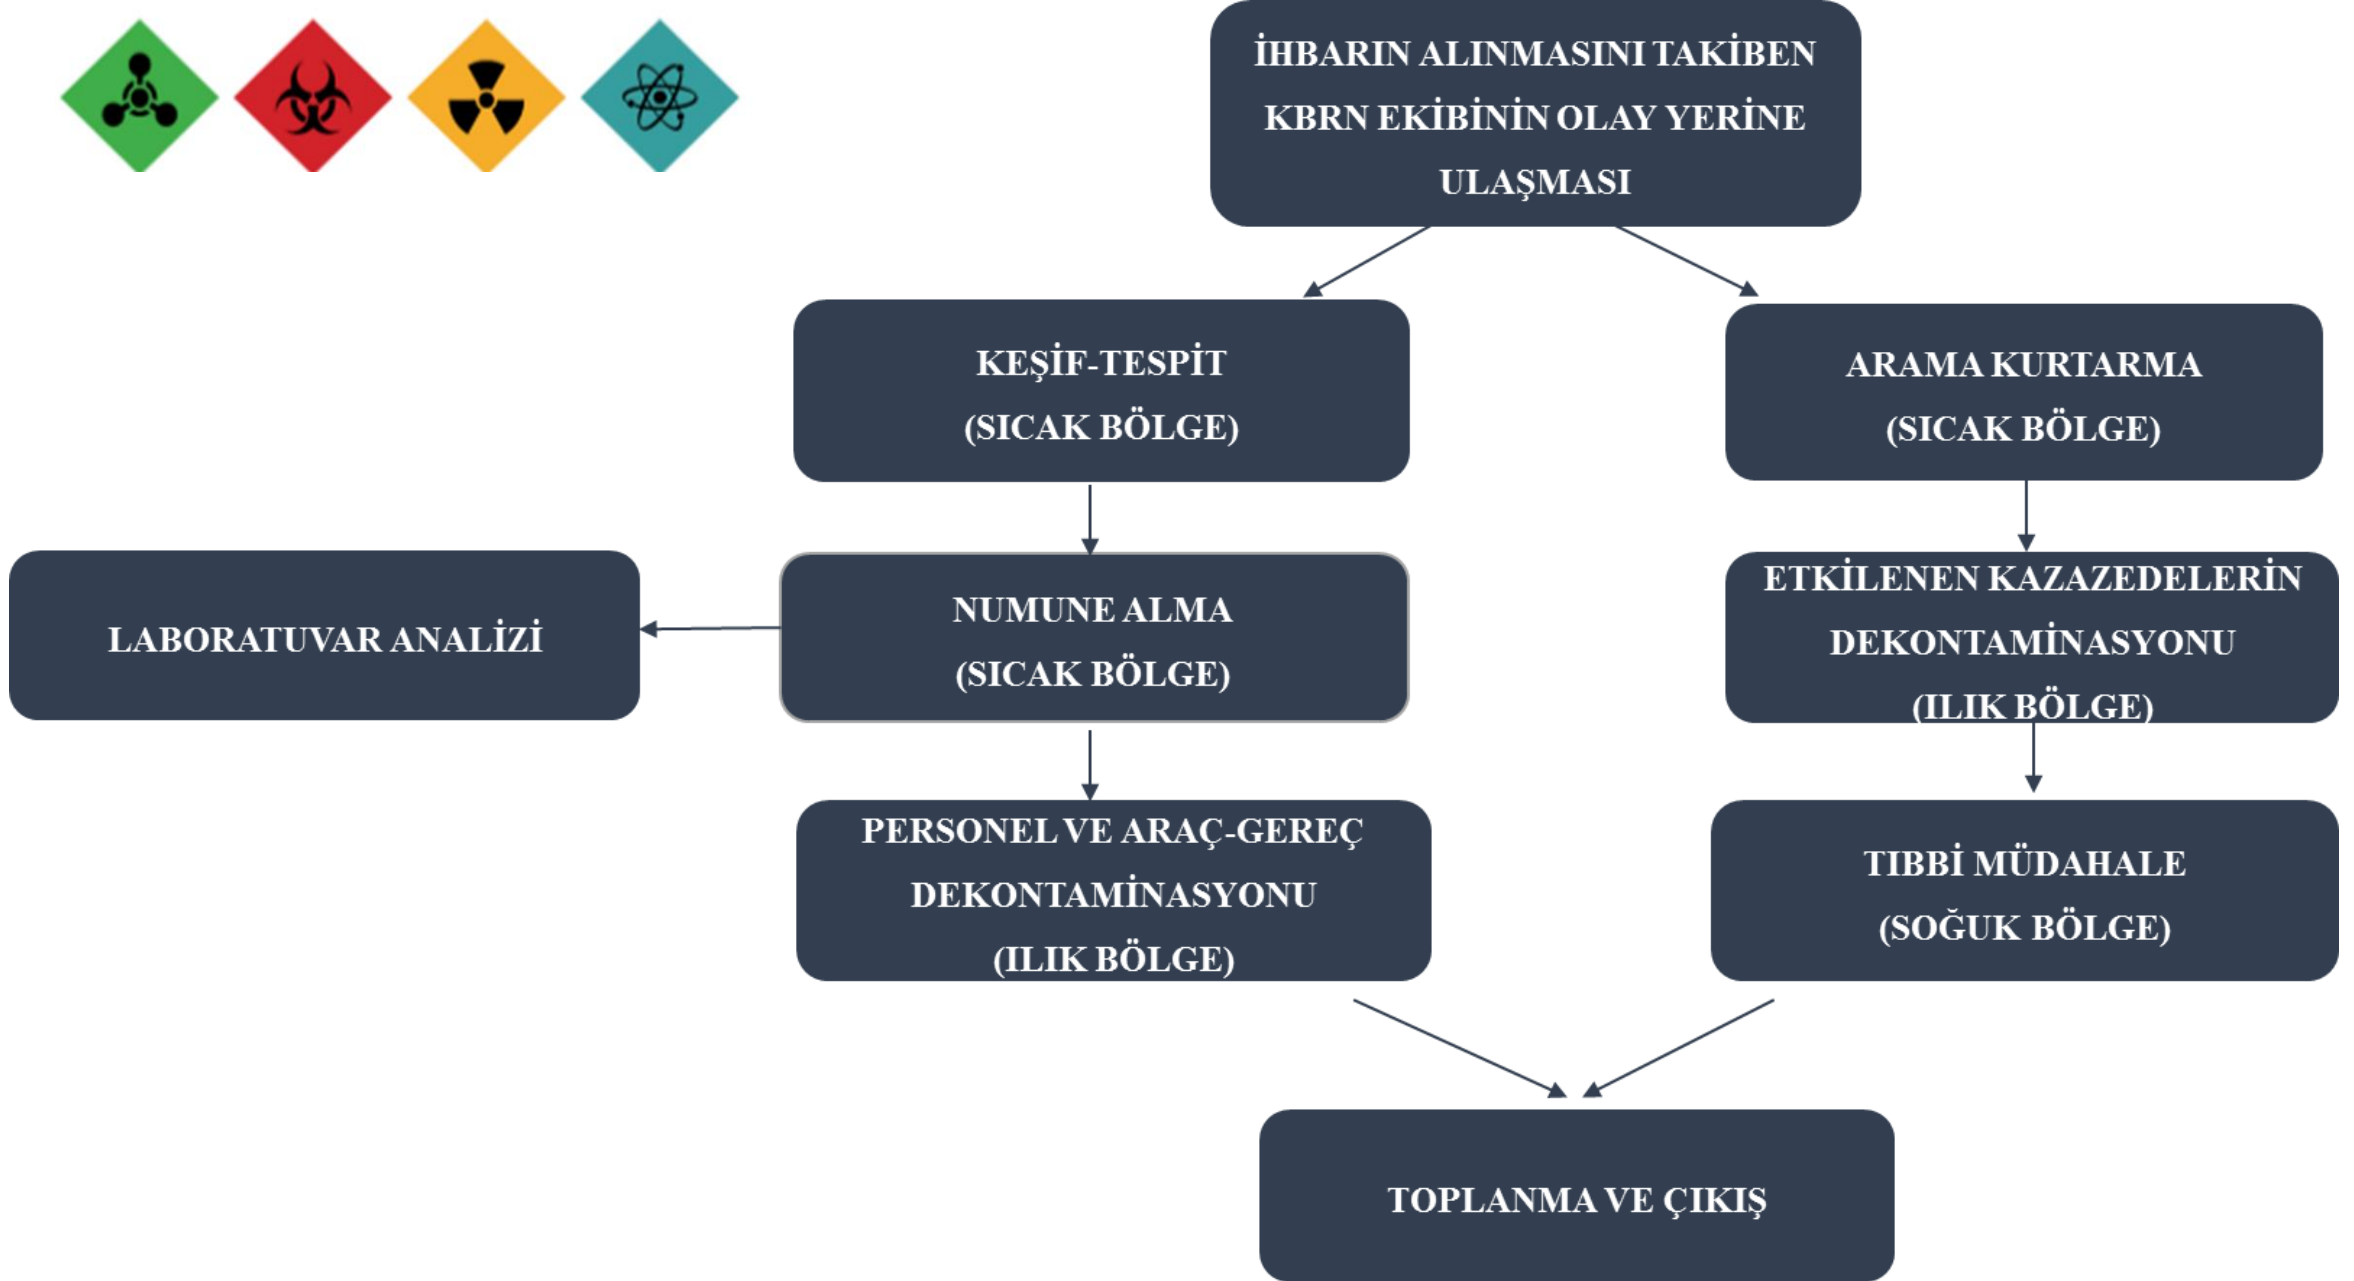 İHBARIN ALINMASINI TAKİBEN
KBRN EKİBİNİN OLAY YERİNE
ULAŞMASI
KEŞİF-TESPİT
(SICAK BÖLGE)
ARAMA KURTARMA
(SICAK BÖLGE)
LABORATUVAR ANALİZİ
NUMUNE ALMA
(SICAK BÖLGE)
ETKİLENEN KAZAZEDELERİN
DEKONTAMİNASYONU
(ILIK BÖLGE)
PERSONEL VE ARAÇ-GEREÇ
DEKONTAMİNASYONU
(ILIK BÖLGE)
TIBBİ MÜDAHALE
(SOĞUK BÖLGE)
TOPLANMA VE ÇIKIŞ